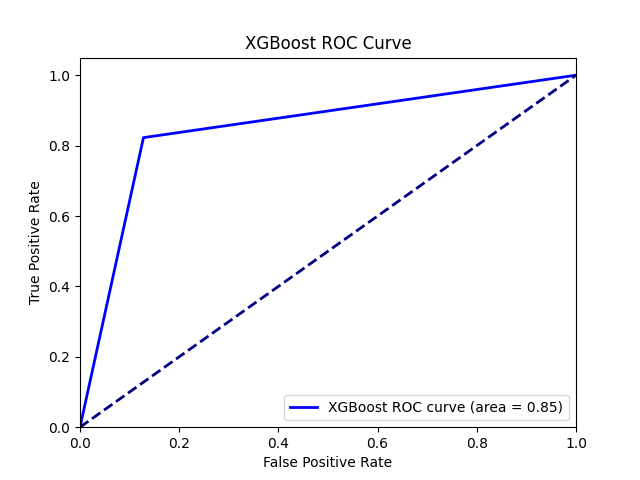 XGBoost ROC Curve
True Positive Rate
1.0
0.8
0.6
0.4
0.2
0.0
XGBoost ROC curve (area = 0.85)
0.0 0.2 0.4 0.6 0.8 1.0
False Positive Rate